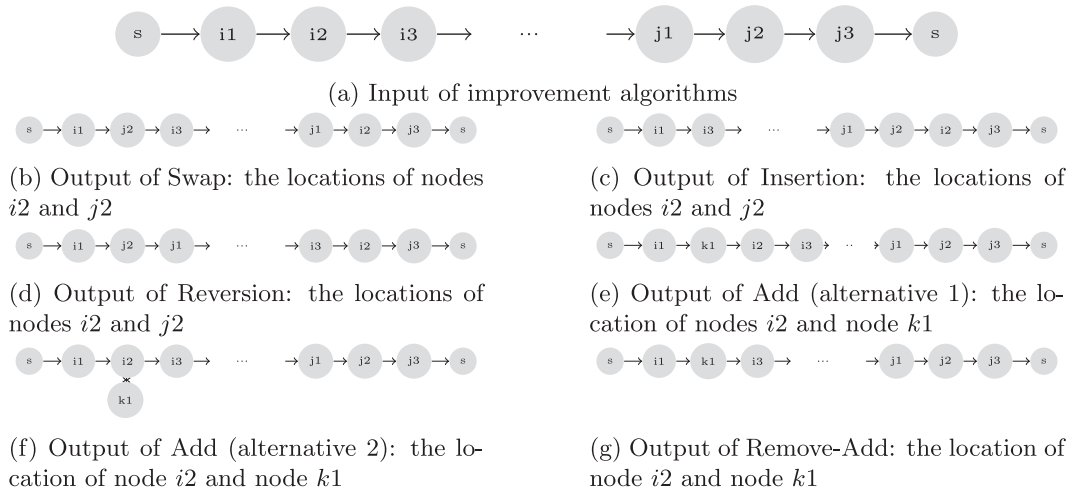 s i1 i2 i3 ... j1 j2 j3 s
(a) Input of improvement algorithms
s i1 j2 i3 ... j1 i2 j3 s
(b) Output of Swap: the locations of nodes
i2 and j2
s i1 i3 ... j1 j2 i2 j3 s
(c) Output of Insertion: the locations of
nodes i2 and j2
s i1 j2 j1 ... i3 i2 j3 s
(d) Output of Reversion: the locations of
nodes i2 and j2
s i1 k1 i2 i3 .. j1 j2 j3 s
(e) Output of Add (alternative 1): the lo-
cation of nodes i2 and node k1
s i1 i2 i3 ... j1 j2 j3 s
k1
(f) Output of Add (alternative 2): the lo-
cation of node i2 and node k1
s i1 k1 i3 ... j1 j2 j3 s
(g) Output of Remove-Add: the location of
node i2 and node k1